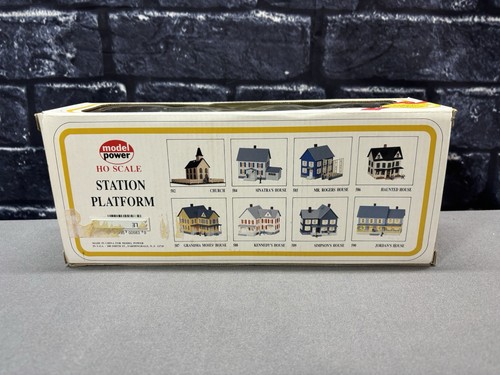 model
power
HO SCALE
STATION
PLATFORM
CHURCH
SINATRA'S HOUSE
MR. ROGERS HOUSE
HAUNTED HOUSE
GRANDMA MOSES' HOUSE
KENNEDY'S HOUSE
SIMPSON'S HOUSE
JORDAN'S HOUSE